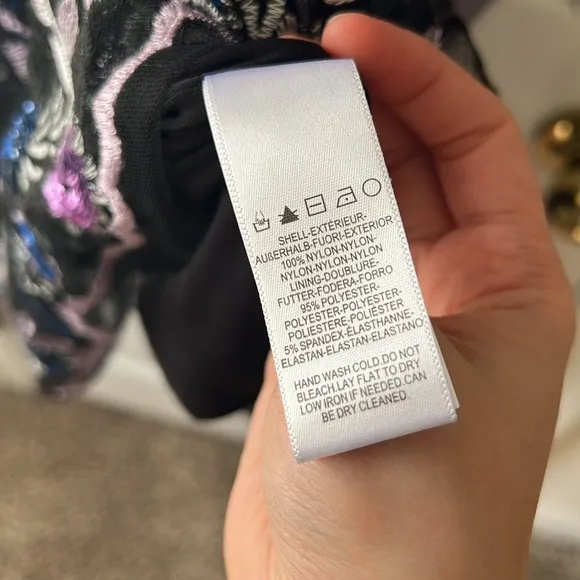 SHELL-EXTERIEUR-
AUßERHALB-FUORI-EXTERIOR
100% NYLON-NYLON-
NYLON-NYLON-NYLON
LINING-DOUBLURE-
FUTTER-FODERA-FORRO
95% POLYESTER-
POLYESTER-POLYESTER-
POLIESTERE-POLIÉSTER
5% SPANDEX-ÉLASTHANNE-
ELASTAN-ELASTAN-ELASTANO
HAND WASH COLD.DO NOT
BLEACH.LAY FLAT TO DRY
LOW IRON IF NEEDED.CAN
BE DRY CLEANED.